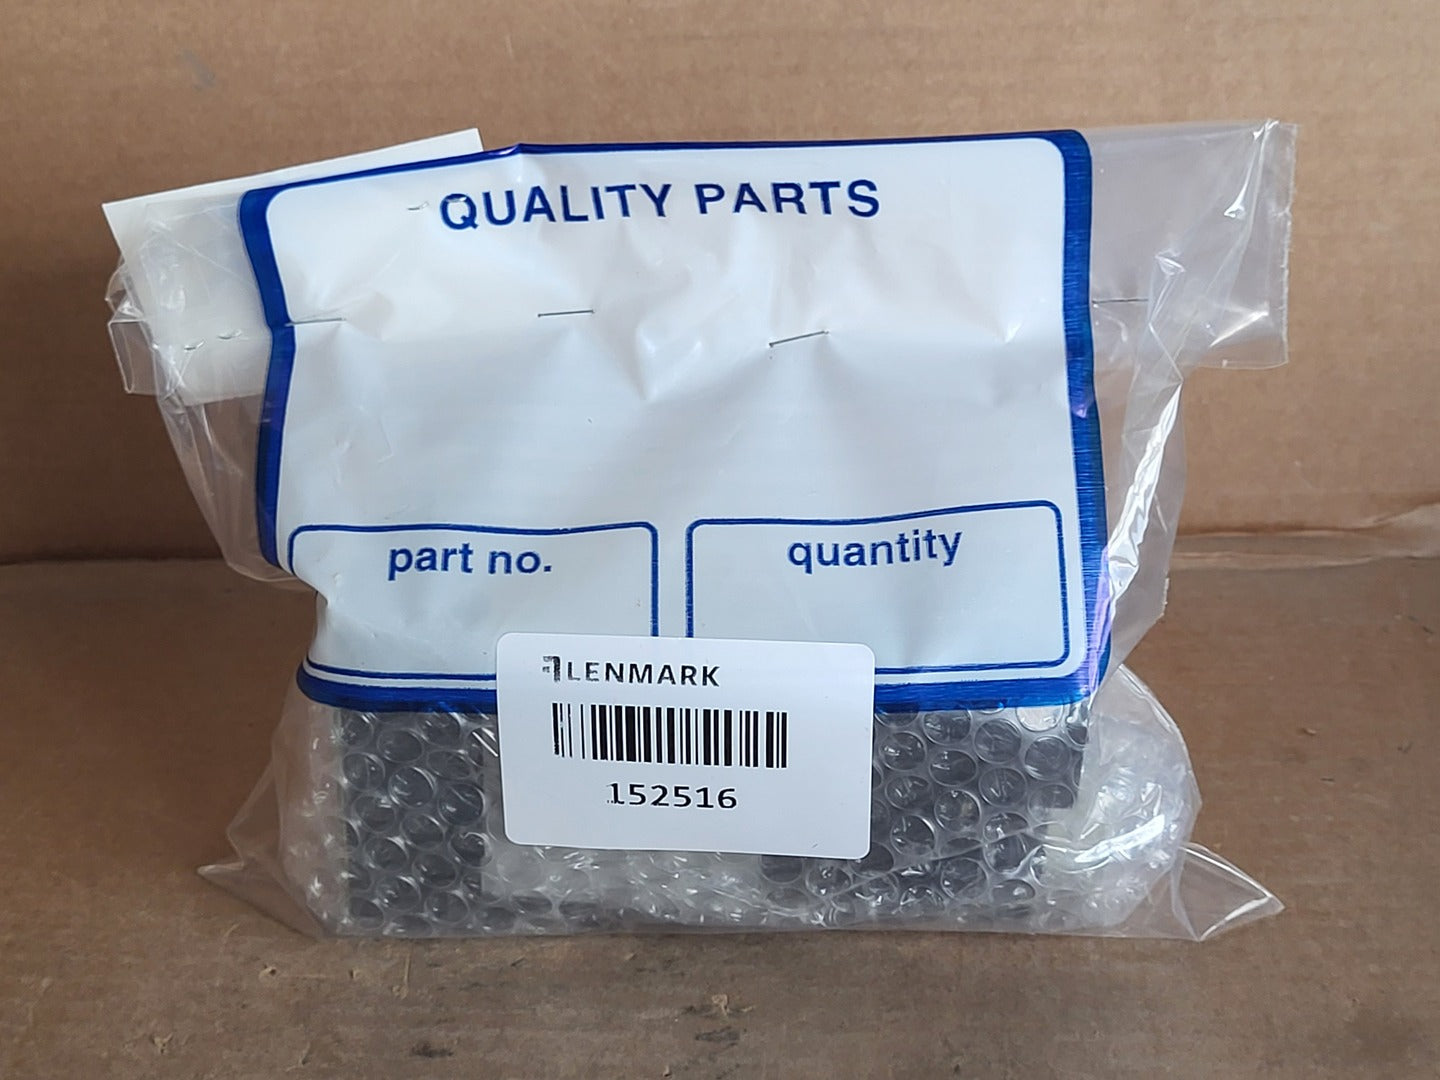 QUALITY PARTS
part no.
quantity
LENMARK
152516